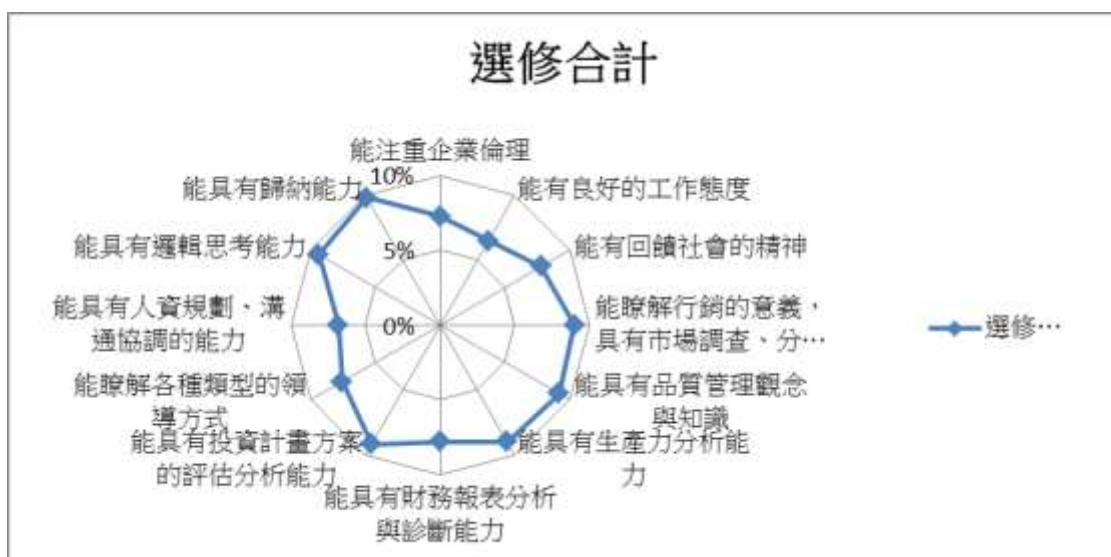 選修合計
能注重企業倫理
10%
能具有歸納能力
能有良好的工作態度
能具有邏輯思考能力
5%
能有回饋社會的精神
能具有人資規劃、溝
通協調的能力
0%
能瞭解行銷的意義，
具有市場調查、分…
選修…
能瞭解各種類型的領
導方式
能具有品質管理觀念
與知識
能具有投資計畫方案
的評估分析能力
能具有生產力分析能
力
能具有財務報表分析
與診斷能力